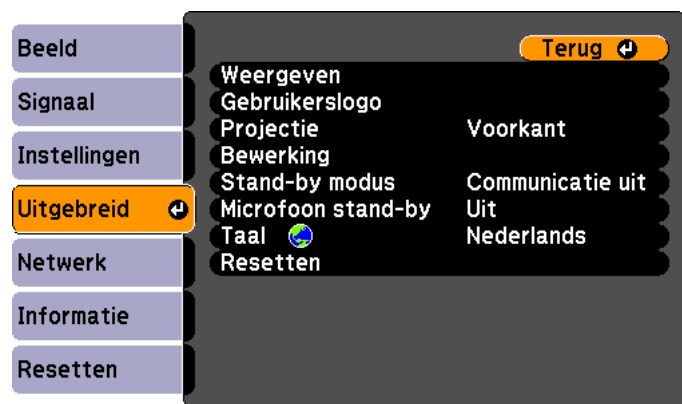 Beeld
Signaal
Instellingen
Uitgebreid
Netwerk
Informatie
Resetten
Terug
Weergeven
Gebruikerslogo
Projectie Voorkant
Bewerking
Stand-by modus Communicatie uit
Microfoon stand-by Uit
Taal Nederlands
Resetten